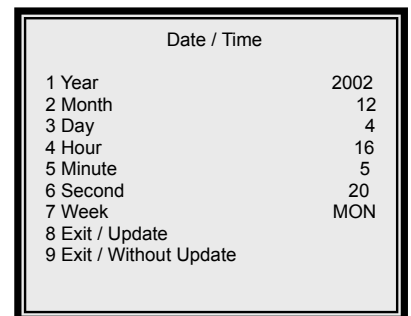 Date / Time
1 Year 2002
2 Month 12
3 Day 4
4 Hour 16
5 Minute 5
6 Second 20
7 Week MON
8 Exit / Update
9 Exit / Without Update